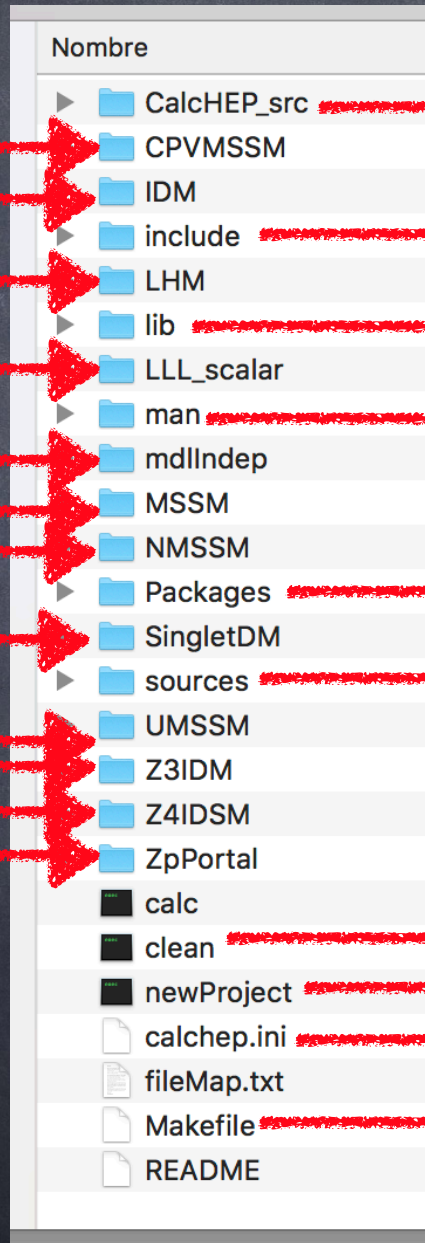 Nombre
CalcHEP_src
CPVMSSM
IDM
include
LHM
lib
LLL_scalar
man
mdlIndep
MSSM
NMSSM
Packages
SingletDM
sources
UMSSM
Z3IDM
Z4IDSM
ZpPortal
calc
clean
newProject
calchep.ini
fileMap.txt
Makefile
README